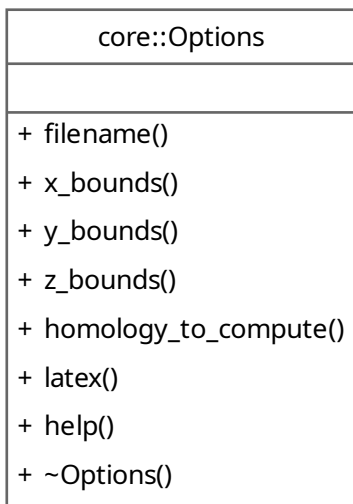 core::Options
+ filename()
+ x_bounds()
+ y_bounds()
+ z_bounds()
+ homology_to_compute()
+ latex()
+ help()
+ ~Options()